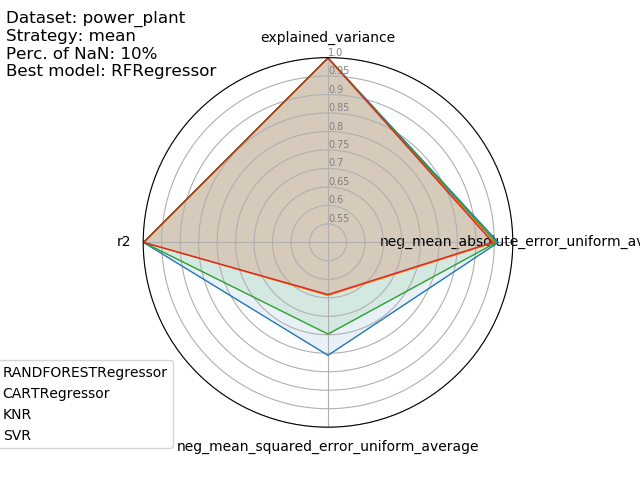 Dataset: power_plant
Strategy: mean
Perc. of NaN: 10%
Best model: RFRegressor
explained_variance
1.0
0.95
0.9
0.85
0.8
0.75
0.7
0.65
0.6
0.55
r2
neg_mean_absolute_error_uniform_av
RANDFORESTRegressor
CARTRegressor
KNR
SVR
neg_mean_squared_error_uniform_average